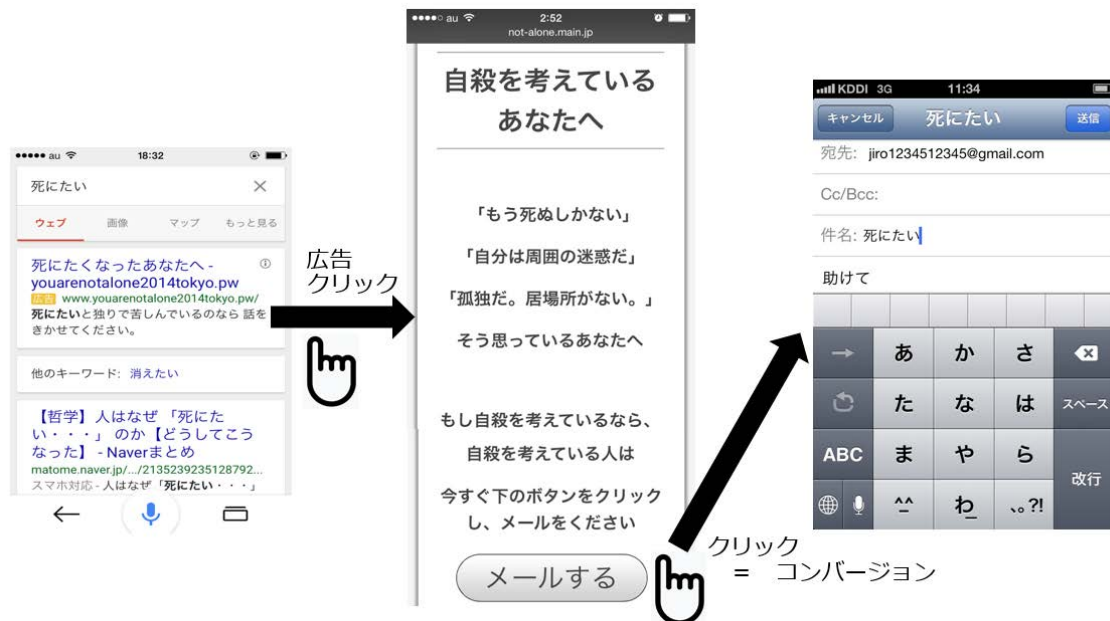 au 18:32
死にたい
ウェブ 画像 マップ もっと見る
死にたくなったあなたへ -
youarenotalone2014tokyo.pw
広告 www.youarenotalone2014tokyo.pw/
死にたいと独りで苦しんでいるのなら 話を
きかせてください。
他のキーワード: 消えたい
【哲学】人はなぜ 「死にた
い・・・」 のか【どうしてこう
なった】 - Naverまとめ
matome.naver.jp/.../2135239235128792...
スマホ対応 - 人はなぜ「死にたい・・・」
広告
クリック
au 2:52
not-alone.main.jp
自殺を考えている
あなたへ
「もう死ぬしかない」
「自分は周囲の迷惑だ」
「孤独だ。居場所がない。」
そう思っているあなたへ
もし自殺を考えているなら、
自殺を考えている人は
今すぐ下のボタンをクリック
し、メールをください
メールする
クリック
= コンバージョン
KDDI 3G 11:34
キャンセル 死にたい 送信
宛先: jiro1234512345@gmail.com
Cc/Bcc:
件名: 死にたい
助けて
→ あ か さ
た な は スペース
ABC ま や ら 改行
^^ わ 、。?!